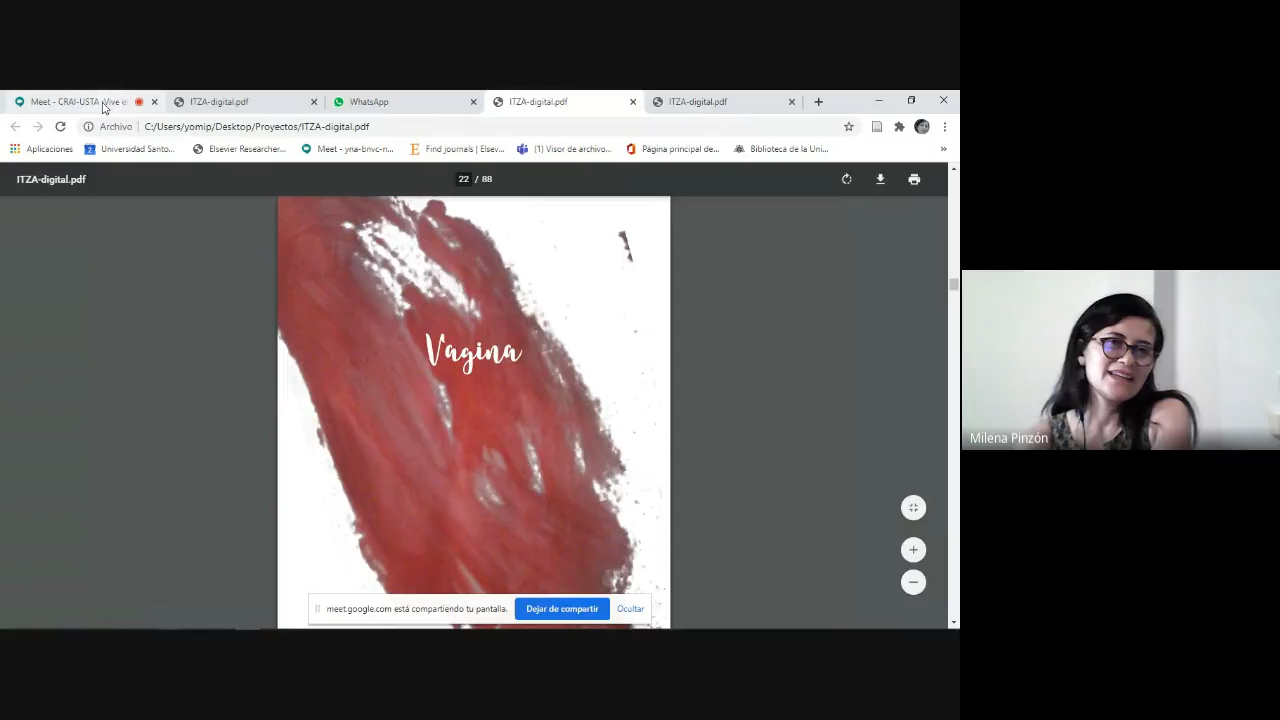 Meet - CRAI-USTA
ITZA-digital.pdf
WhatsApp
ITZA-digital.pdf
ITZA-digital.pdf
Archivo
C:/Users/yomip/Desktop/Proyectos/ITZA-digital.pdf
Aplicaciones
Universidad Santo...
Elsevier Researcher...
Meet - yna-bnvc-n...
Find journals | Elsev...
(1) Visor de archivo...
Página principal de...
Biblioteca de la Uni...
ITZA-digital.pdf
22 / 88
Vagina
Milena Pinzón
meet.google.com está compartiendo tu pantalla.
Dejar de compartir
Ocultar